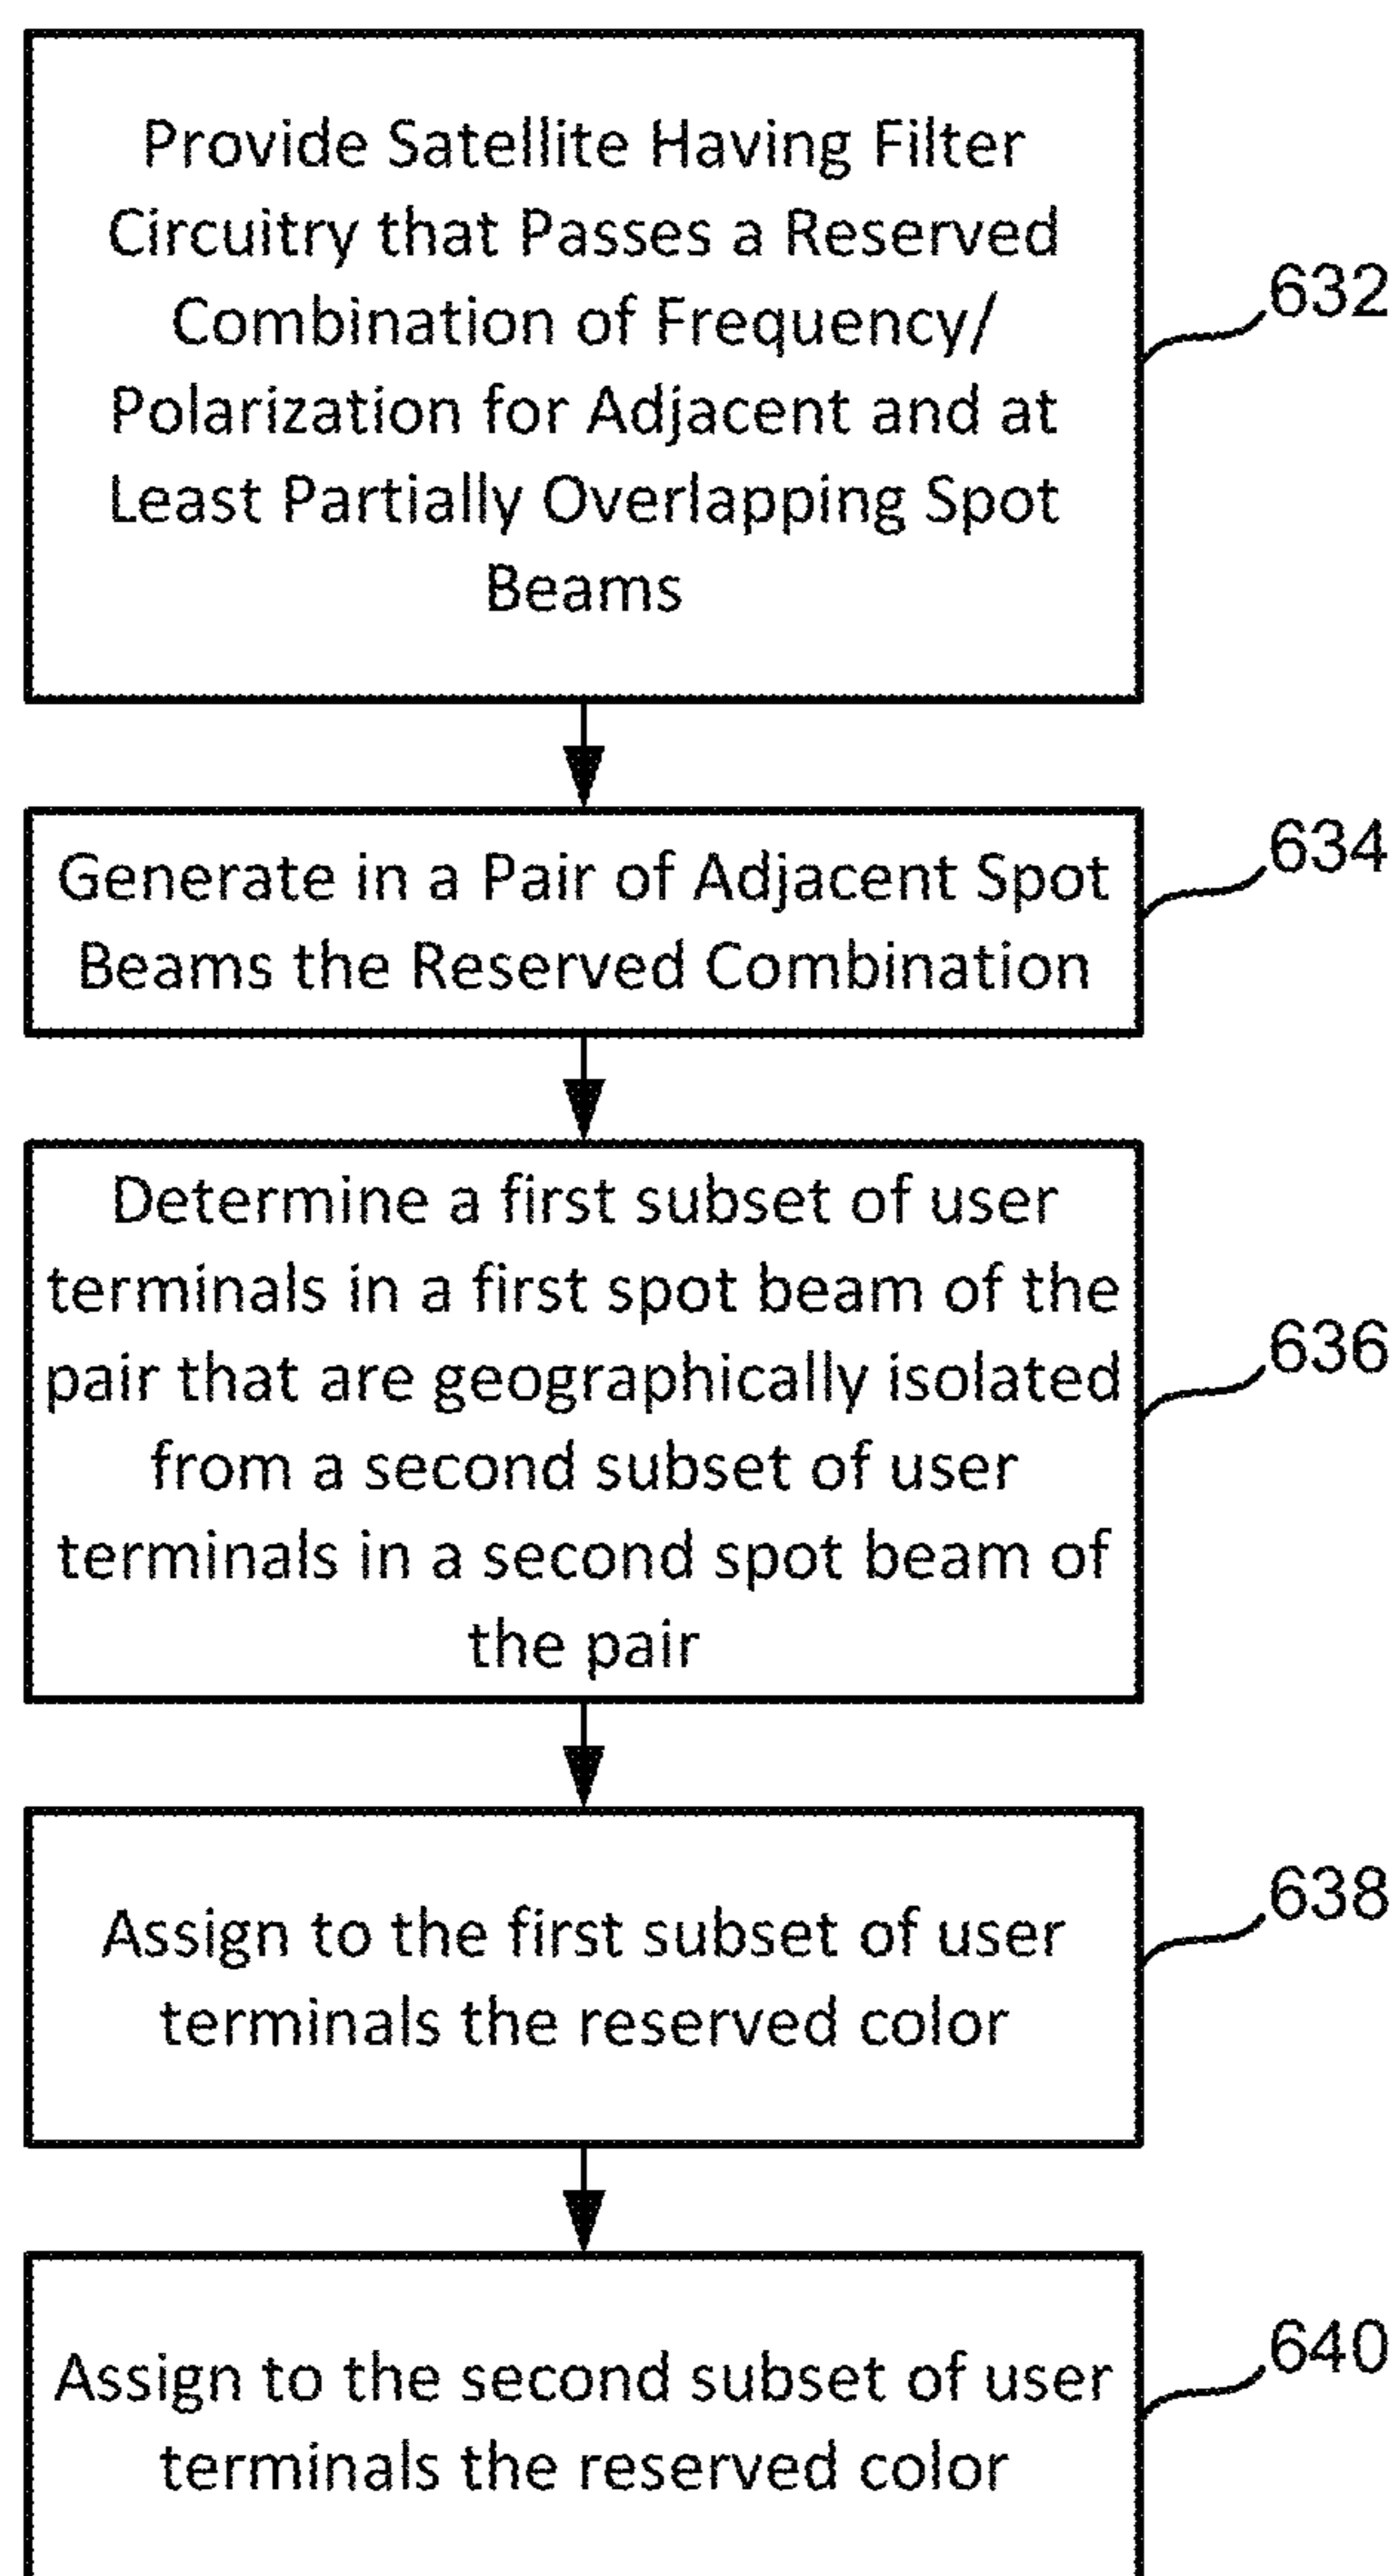 Provide Satellite Having Filter
Circuitry that Passes a Reserved
Combination of Frequency/
Polarization for Adjacent and at
Least Partially Overlapping Spot
Beams
632
Generate in a Pair of Adjacent Spot
Beams the Reserved Combination
634
Determine a first subset of user
terminals in a first spot beam of the
pair that are geographically isolated
from a second subset of user
terminals in a second spot beam of
the pair
636
Assign to the first subset of user
terminals the reserved color
638
Assign to the second subset of user
terminals the reserved color
640